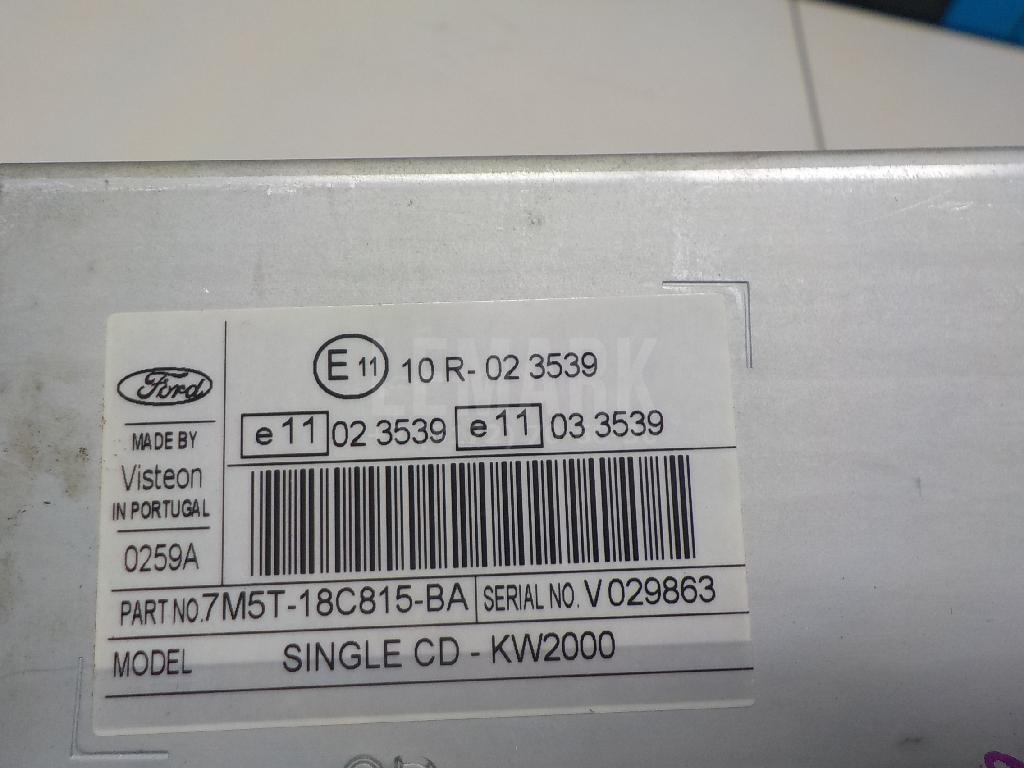 Ford
MADE BY
Visteon
IN PORTUGAL
0259A
E 11 10 R- 02 3539
e 11 02 3539 e 11 03 3539
PART NO. 7M5T-18C815-BA SERIAL NO. V 029863
MODEL SINGLE CD - KW2000